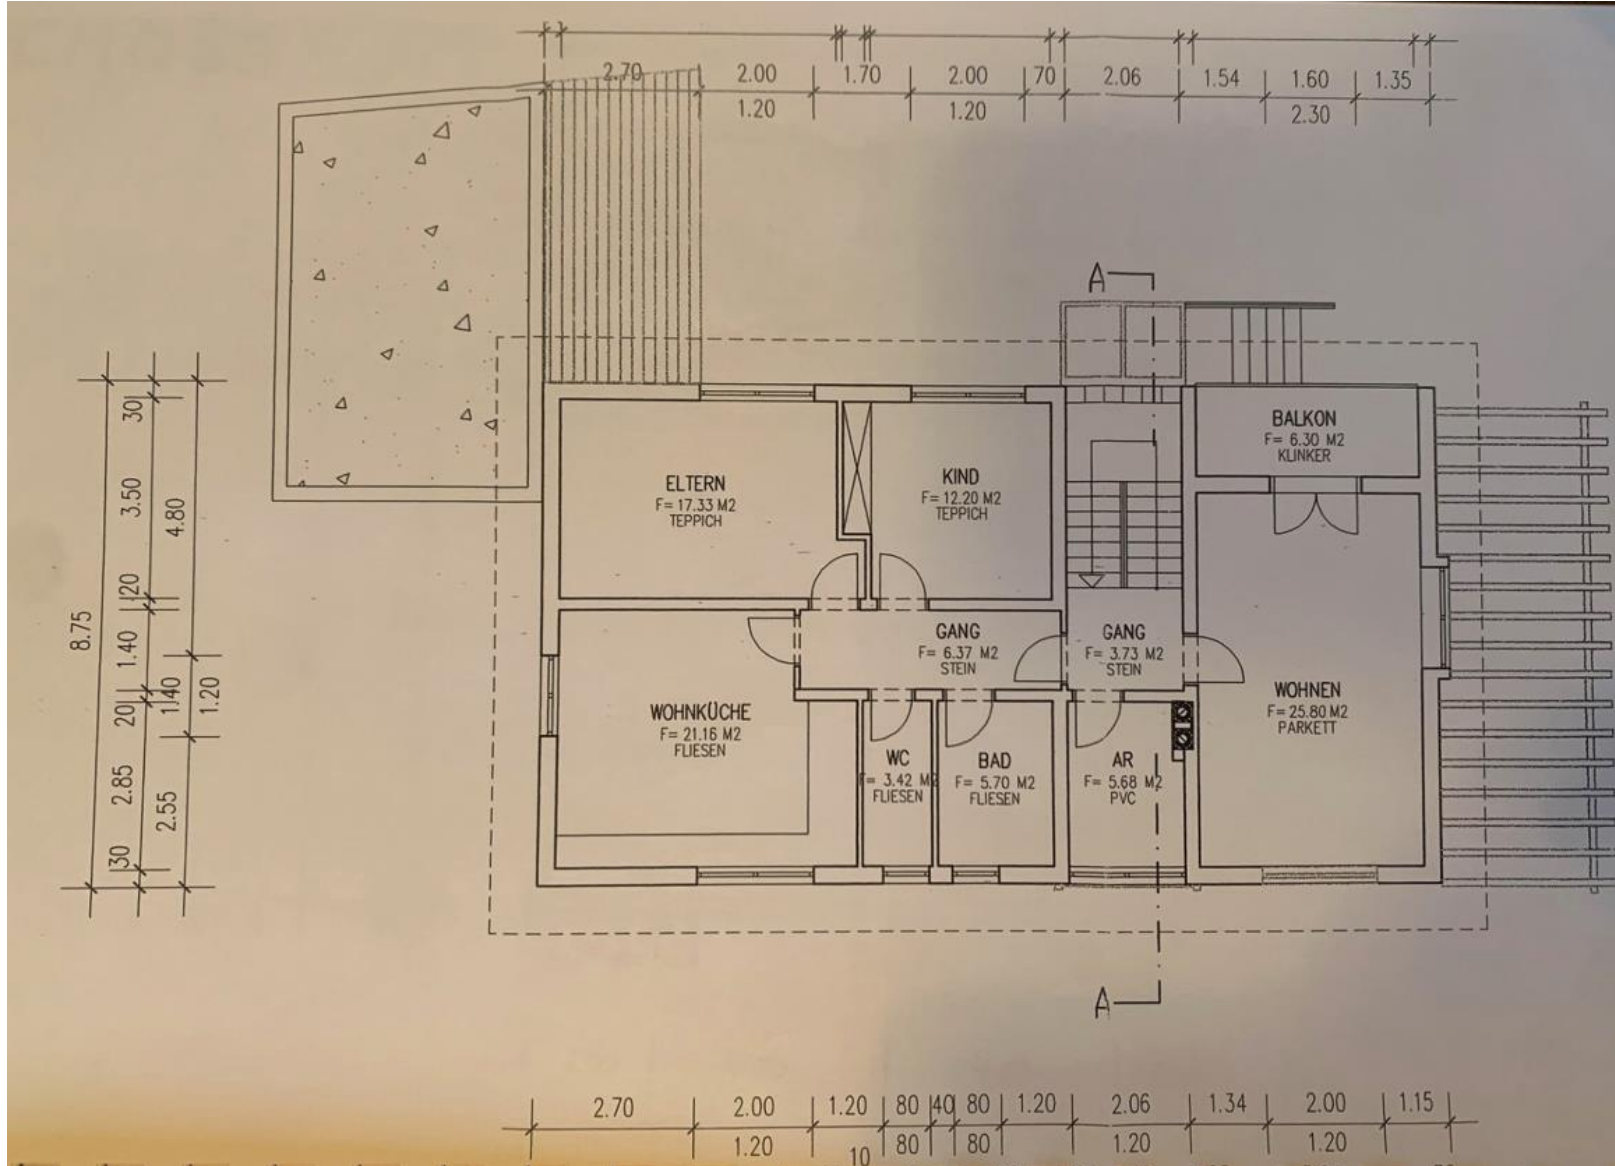 2.70 2.00 1.70 2.00 70 2.06 1.54 1.60 1.35
1.20 1.20 2.30
A
30
3.50
4.80
20
8.75
1.40
1.40
1.20
20
2.85
2.55
30
ELTERN
F= 17.33 M2
TEPPICH
KIND
F= 12.20 M2
TEPPICH
BALKON
F= 6.30 M2
KLINKER
GANG
F= 6.37 M2
STEIN
GANG
F= 3.73 M2
STEIN
WOHNEN
F= 25.80 M2
PARKETT
WOHNKÜCHE
F= 21.16 M2
FLIESEN
WC
F= 3.42 M2
FLIESEN
BAD
F= 5.70 M2
FLIESEN
AR
F= 5.68 M2
PVC
A
2.70 2.00 1.20 80 40 80 1.20 2.06 1.34 2.00 1.15
1.20 10 80 80 1.20 1.20